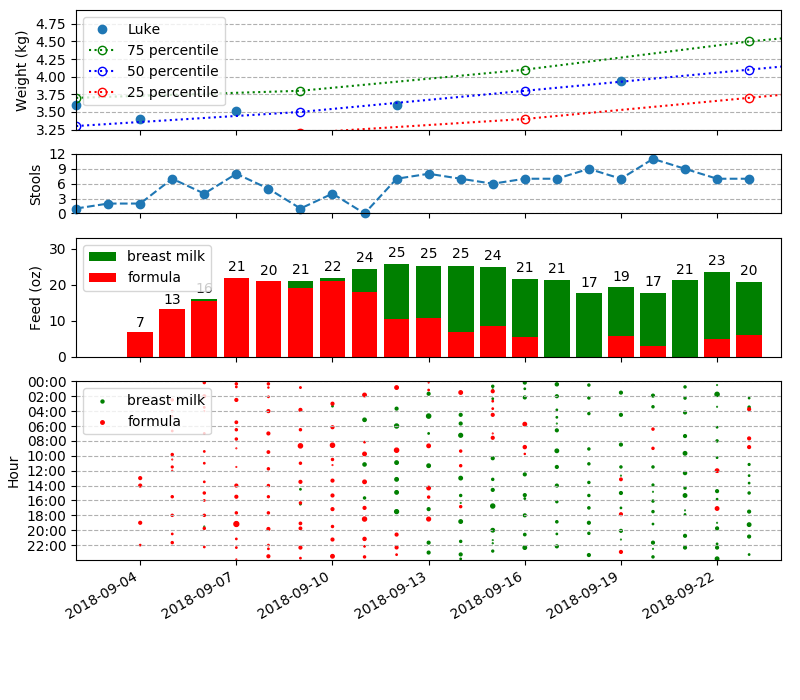 Weight (kg)
4.75
4.50
4.25
4.00
3.75
3.50
3.25
Luke
75 percentile
50 percentile
25 percentile
Stools
12
9
6
3
0
Feed (oz)
30
20
10
0
breast milk
formula
7 13 16 21 20 21 22 24 25 25 25 24 21 21 17 19 17 21 23 20
Hour
00:00
02:00
04:00
06:00
08:00
10:00
12:00
14:00
16:00
18:00
20:00
22:00
breast milk
formula
2018-09-04 2018-09-07 2018-09-10 2018-09-13 2018-09-16 2018-09-19 2018-09-22